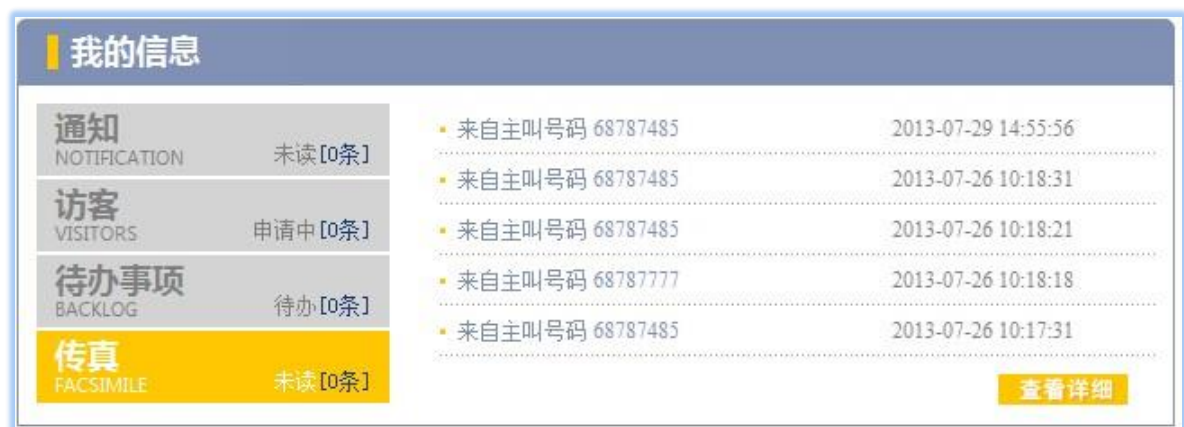 我的信息
通知
NOTIFICATION 未读[0条]
访客
VISITORS 申请中[0条]
待办事项
BACKLOG 待办[0条]
传真
FACSIMILE 未读[0条]
来自主叫号码 68787485 2013-07-29 14:55:56
来自主叫号码 68787485 2013-07-26 10:18:31
来自主叫号码 68787485 2013-07-26 10:18:21
来自主叫号码 68787777 2013-07-26 10:18:18
来自主叫号码 68787485 2013-07-26 10:17:31
查看详细